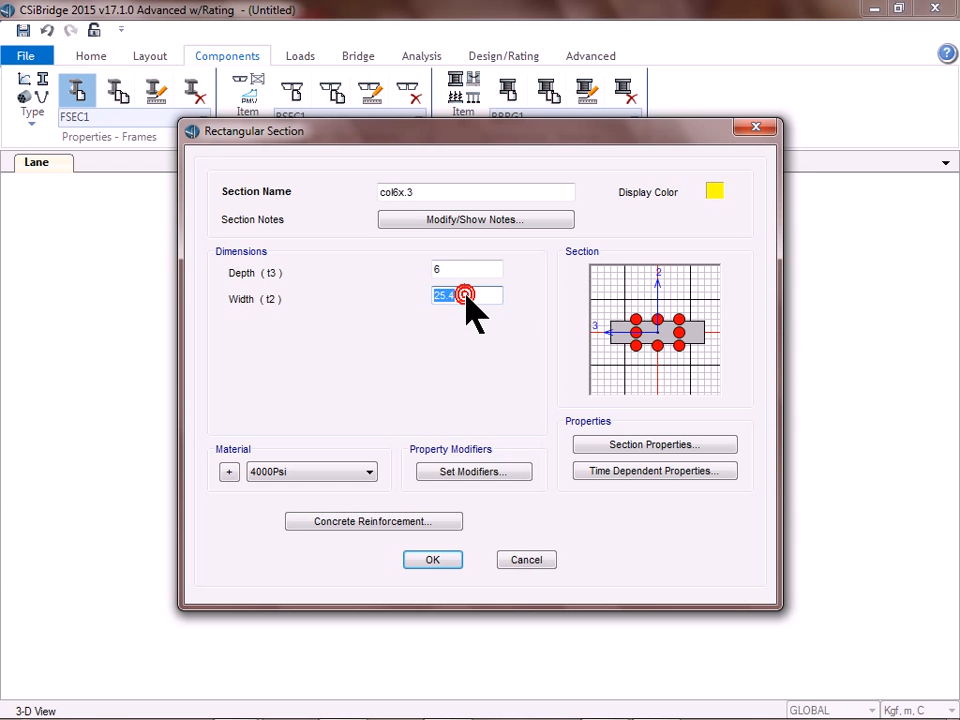 CSiBridge 2015 v17.1.0 Advanced w/Rating - (Untitled)
File Home Layout Components Loads Bridge Analysis Design/Rating Advanced
Type
FSEC1
Properties - Frames
Item
PMV
Item
Lane
Rectangular Section
Section Name col6x.3 Display Color
Section Notes Modify/Show Notes...
Dimensions
Depth ( t3 ) 6
Width ( t2 ) 25.4
Section
2
3
Properties
Section Properties...
Time Dependent Properties...
Material
+ 4000Psi
Property Modifiers
Set Modifiers...
Concrete Reinforcement...
OK Cancel
3-D View GLOBAL Kgf, m, C